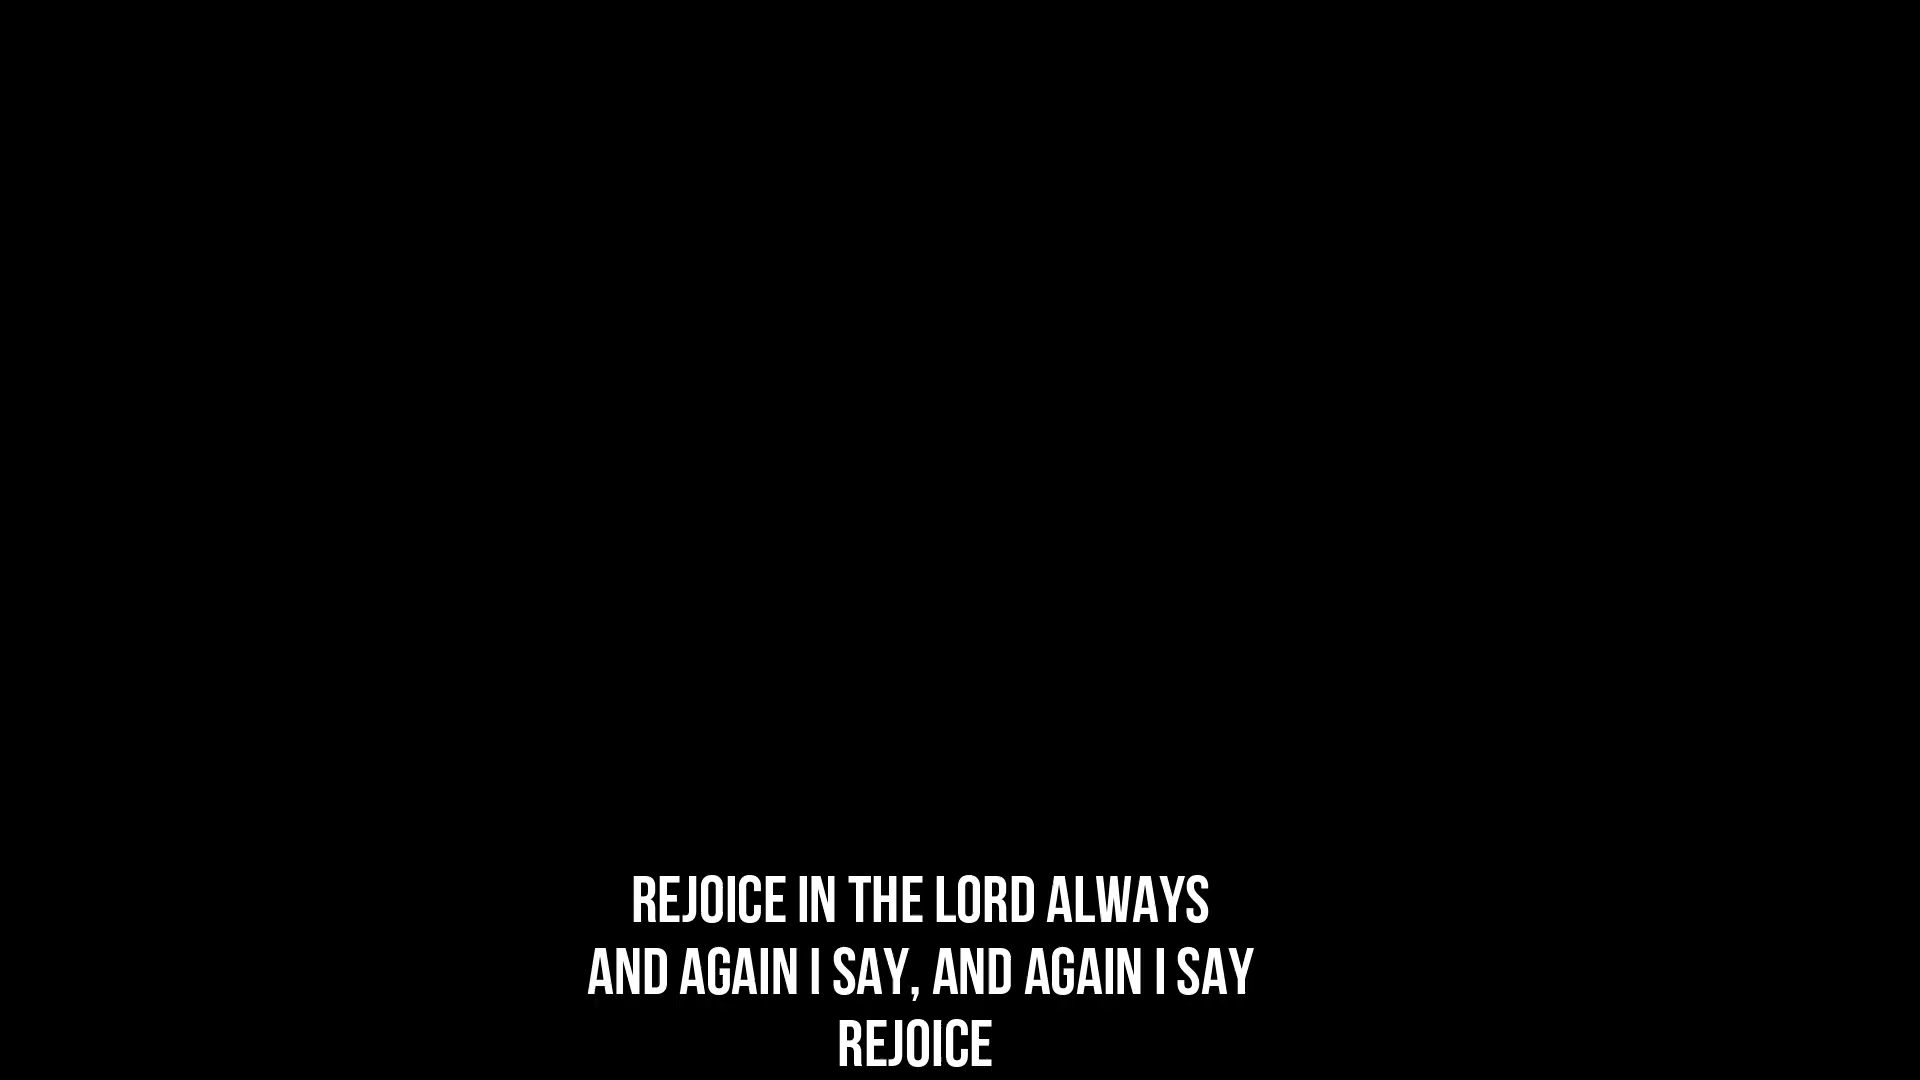 REJOICE IN THE LORD ALWAYS
AND AGAIN I SAY, AND AGAIN I SAY
REJOICE